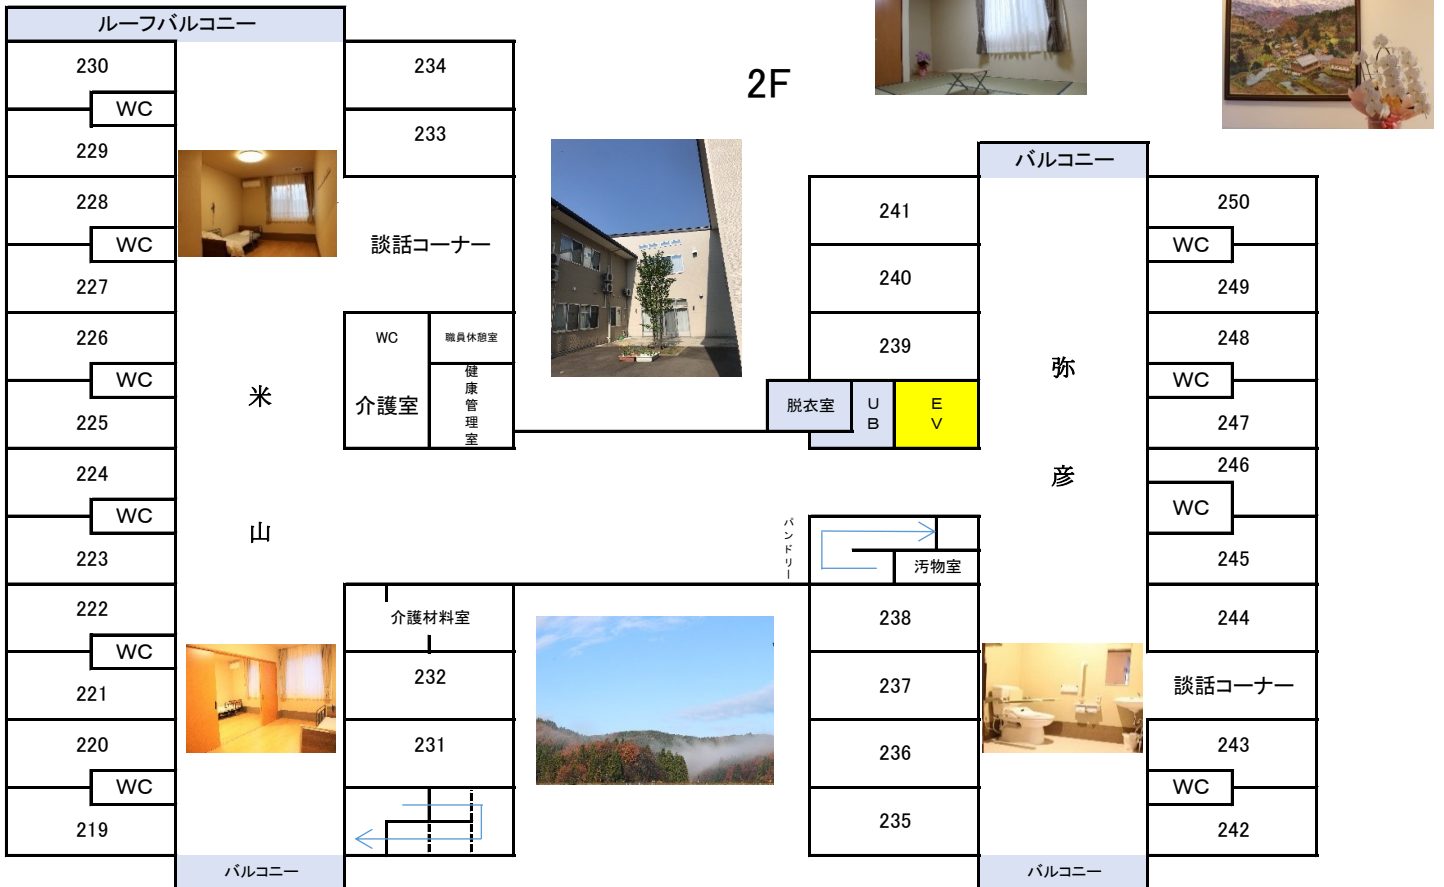 ルーフバルコニー
2F
230
WC
229
228
WC
227
226
WC
225
224
WC
223
222
WC
221
220
WC
219
米
山
バルコニー
234
233
談話コーナー
WC
職員休憩室
介護室
健康管理室
介護材料室
232
231
241
240
239
脱衣室
UB
EV
パンドリー
汚物室
238
237
236
235
バルコニー
弥
彦
バルコニー
250
WC
249
248
WC
247
246
WC
245
244
談話コーナー
243
WC
242